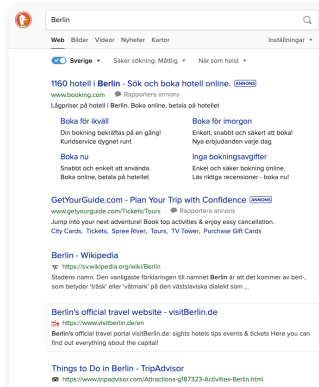 Berlin
Web Bilder Videor Nyheter Kartor Inställningar
Sverige Säker sökning: Måttlig När som helst
1160 hotell i Berlin - Sök och boka hotell online. ANNONS
www.booking.com Rapportera annons
Lågpriser på hotell i Berlin. Boka online, betala på hotellet
Boka för ikväll Boka för imorgon
Din bokning bekräftas på en gång! Enkelt, snabbt och säkert att boka!
Kundservice dygnet runt Nya erbjudanden varje dag
Boka nu Inga bokningsavgifter
Snabbt och enkelt att använda. Enkel och säker bokning online.
Boka online, betala på hotellet Läs riktiga recensioner - boka nu!
GetYourGuide.com - Plan Your Trip with Confidence ANNONS
www.getyourguide.com/Tickets/Tours Rapportera annons
Jump into your next adventure! Book top activities & enjoy easy cancellation.
City Cards, Tickets, Spree River, Tours, TV Tower, Purchase Gift Cards
Berlin - Wikipedia
W https://sv.wikipedia.org/wiki/Berlin
Stadens namn. Den vanligaste förklaringen till namnet Berlin är att det kommer av berl-,
som betyder 'träsk' eller 'våtmark' på den västslaviska dialekt som ...
Berlin's official travel website - visitBerlin.de
https://www.visitberlin.de/en
Berlin's official travel portal visitBerlin.de: sights hotels tips events & tickets Here you can
find out everything about the capital!
Things to Do in Berlin - TripAdvisor
https://www.tripadvisor.com/Attractions-g187323-Activities-Berlin.html